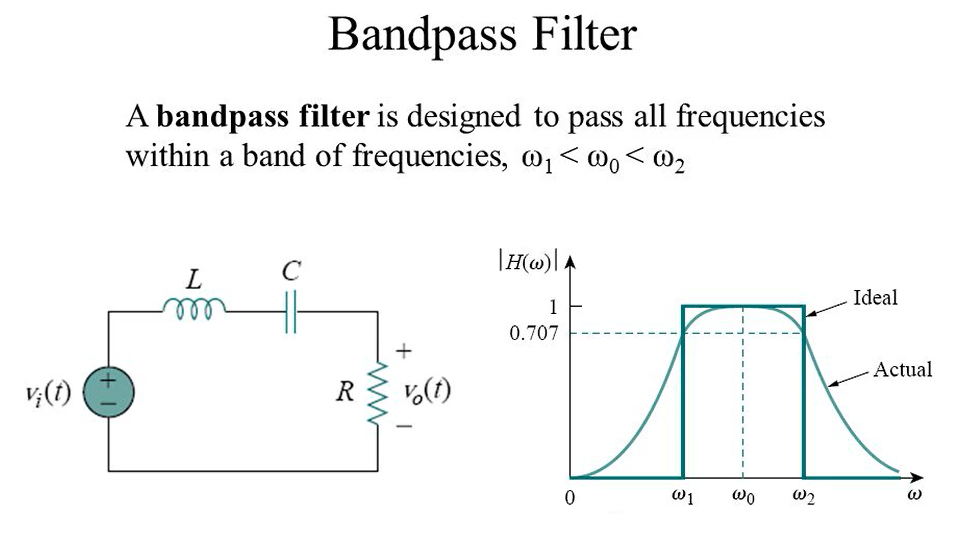 Bandpass Filter
A bandpass filter is designed to pass all frequencies
within a band of frequencies, ω₁ < ω₀ < ω₂
L
C
vᵢ(t)
+
−
R
+
vₒ(t)
−
|H(ω)|
1
0.707
Ideal
Actual
0
ω₁
ω₀
ω₂
ω